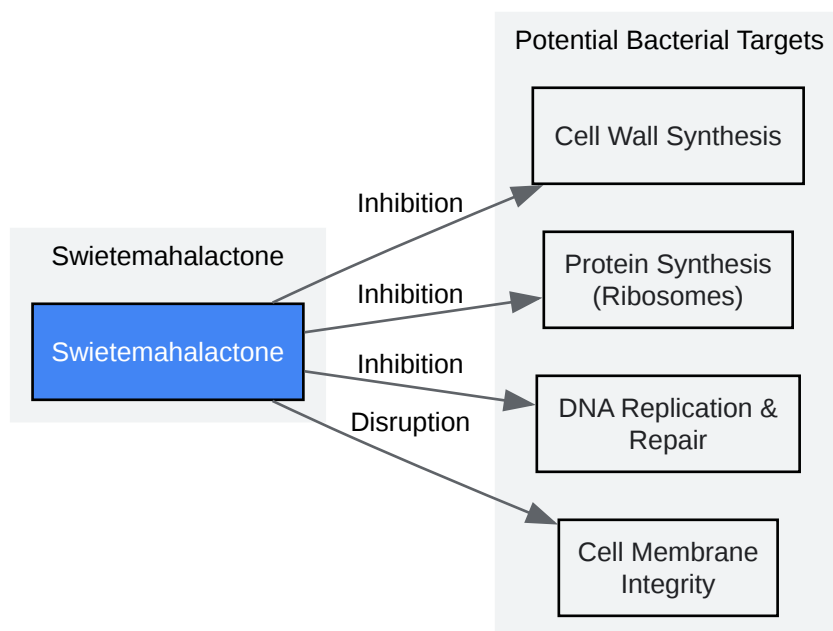 Potential Bacterial Targets
Cell Wall Synthesis
Inhibition
Swietemahalactone
Protein Synthesis
(Ribosomes)
Inhibition
Swietemahalactone
Inhibition
DNA Replication &
Repair
Disruption
Cell Membrane
Integrity